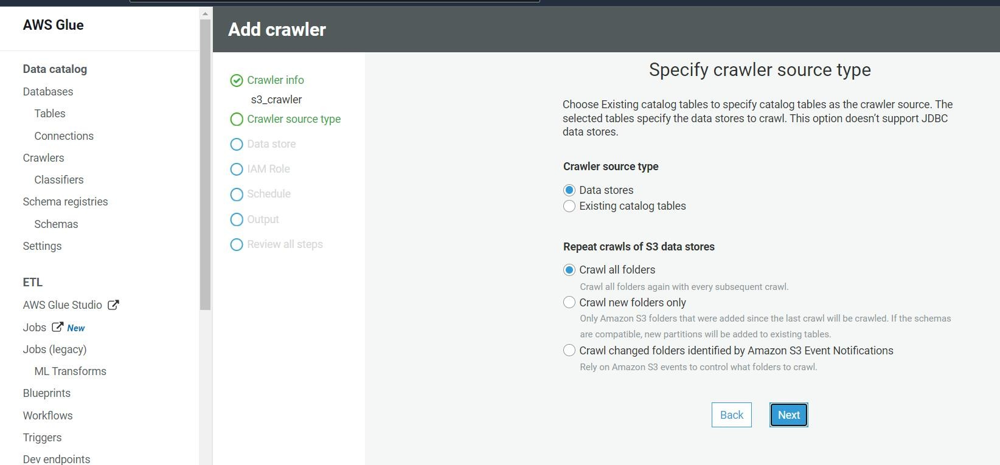 AWS Glue
Data catalog
Databases
Tables
Connections
Crawlers
Classifiers
Schema registries
Schemas
Settings
ETL
AWS Glue Studio
Jobs New
Jobs (legacy)
ML Transforms
Blueprints
Workflows
Triggers
Dev endpoints
Add crawler
Crawler info
s3_crawler
Crawler source type
Data store
IAM Role
Schedule
Output
Review all steps
Specify crawler source type
Choose Existing catalog tables to specify catalog tables as the crawler source. The
selected tables specify the data stores to crawl. This option doesn’t support JDBC
data stores.
Crawler source type
Data stores
Existing catalog tables
Repeat crawls of S3 data stores
Crawl all folders
Crawl all folders again with every subsequent crawl.
Crawl new folders only
Only Amazon S3 folders that were added since the last crawl will be crawled. If the schemas
are compatible, new partitions will be added to existing tables.
Crawl changed folders identified by Amazon S3 Event Notifications
Rely on Amazon S3 events to control what folders to crawl.
Back
Next